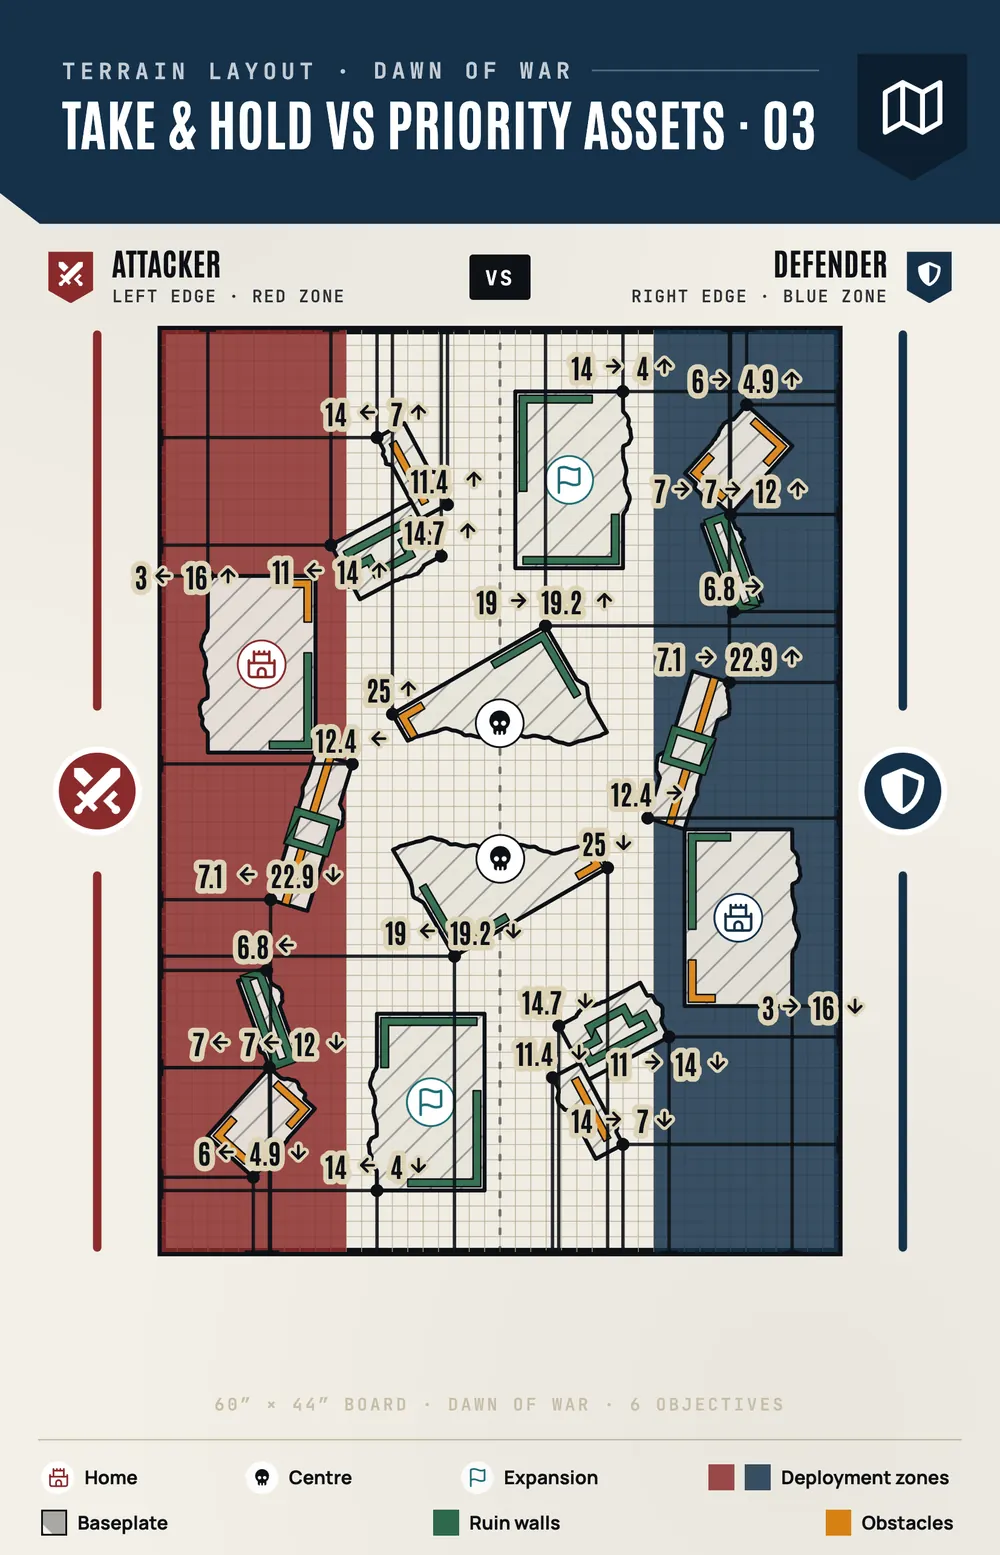 TERRAIN LAYOUT · DAWN OF WAR
TAKE & HOLD VS PRIORITY ASSETS · 03
ATTACKER
LEFT EDGE · RED ZONE
VS
DEFENDER
RIGHT EDGE · BLUE ZONE
14 → 4 ↑
6 → 4.9 ↑
14 ← 7 ↑
11.4 ↑
7 → 7 → 12 ↑
14.7 ↑
3 ← 16 ↑
11 ← 14 ↑
6.8 →
19 → 19.2 ↑
7.1 → 22.9 ↑
25 ↑
12.4 ←
12.4 →
25 ↓
7.1 ← 22.9 ↓
19 ← 19.2 ↓
6.8 ←
14.7 ↓
3 → 16 ↓
7 ← 7 ← 12 ↓
11.4 ↓
11 → 14 ↓
14 → 7 ↓
6 ← 4.9 ↓
14 ← 4 ↓
60″ × 44″ BOARD · DAWN OF WAR · 6 OBJECTIVES
Home
Centre
Expansion
Deployment zones
Baseplate
Ruin walls
Obstacles